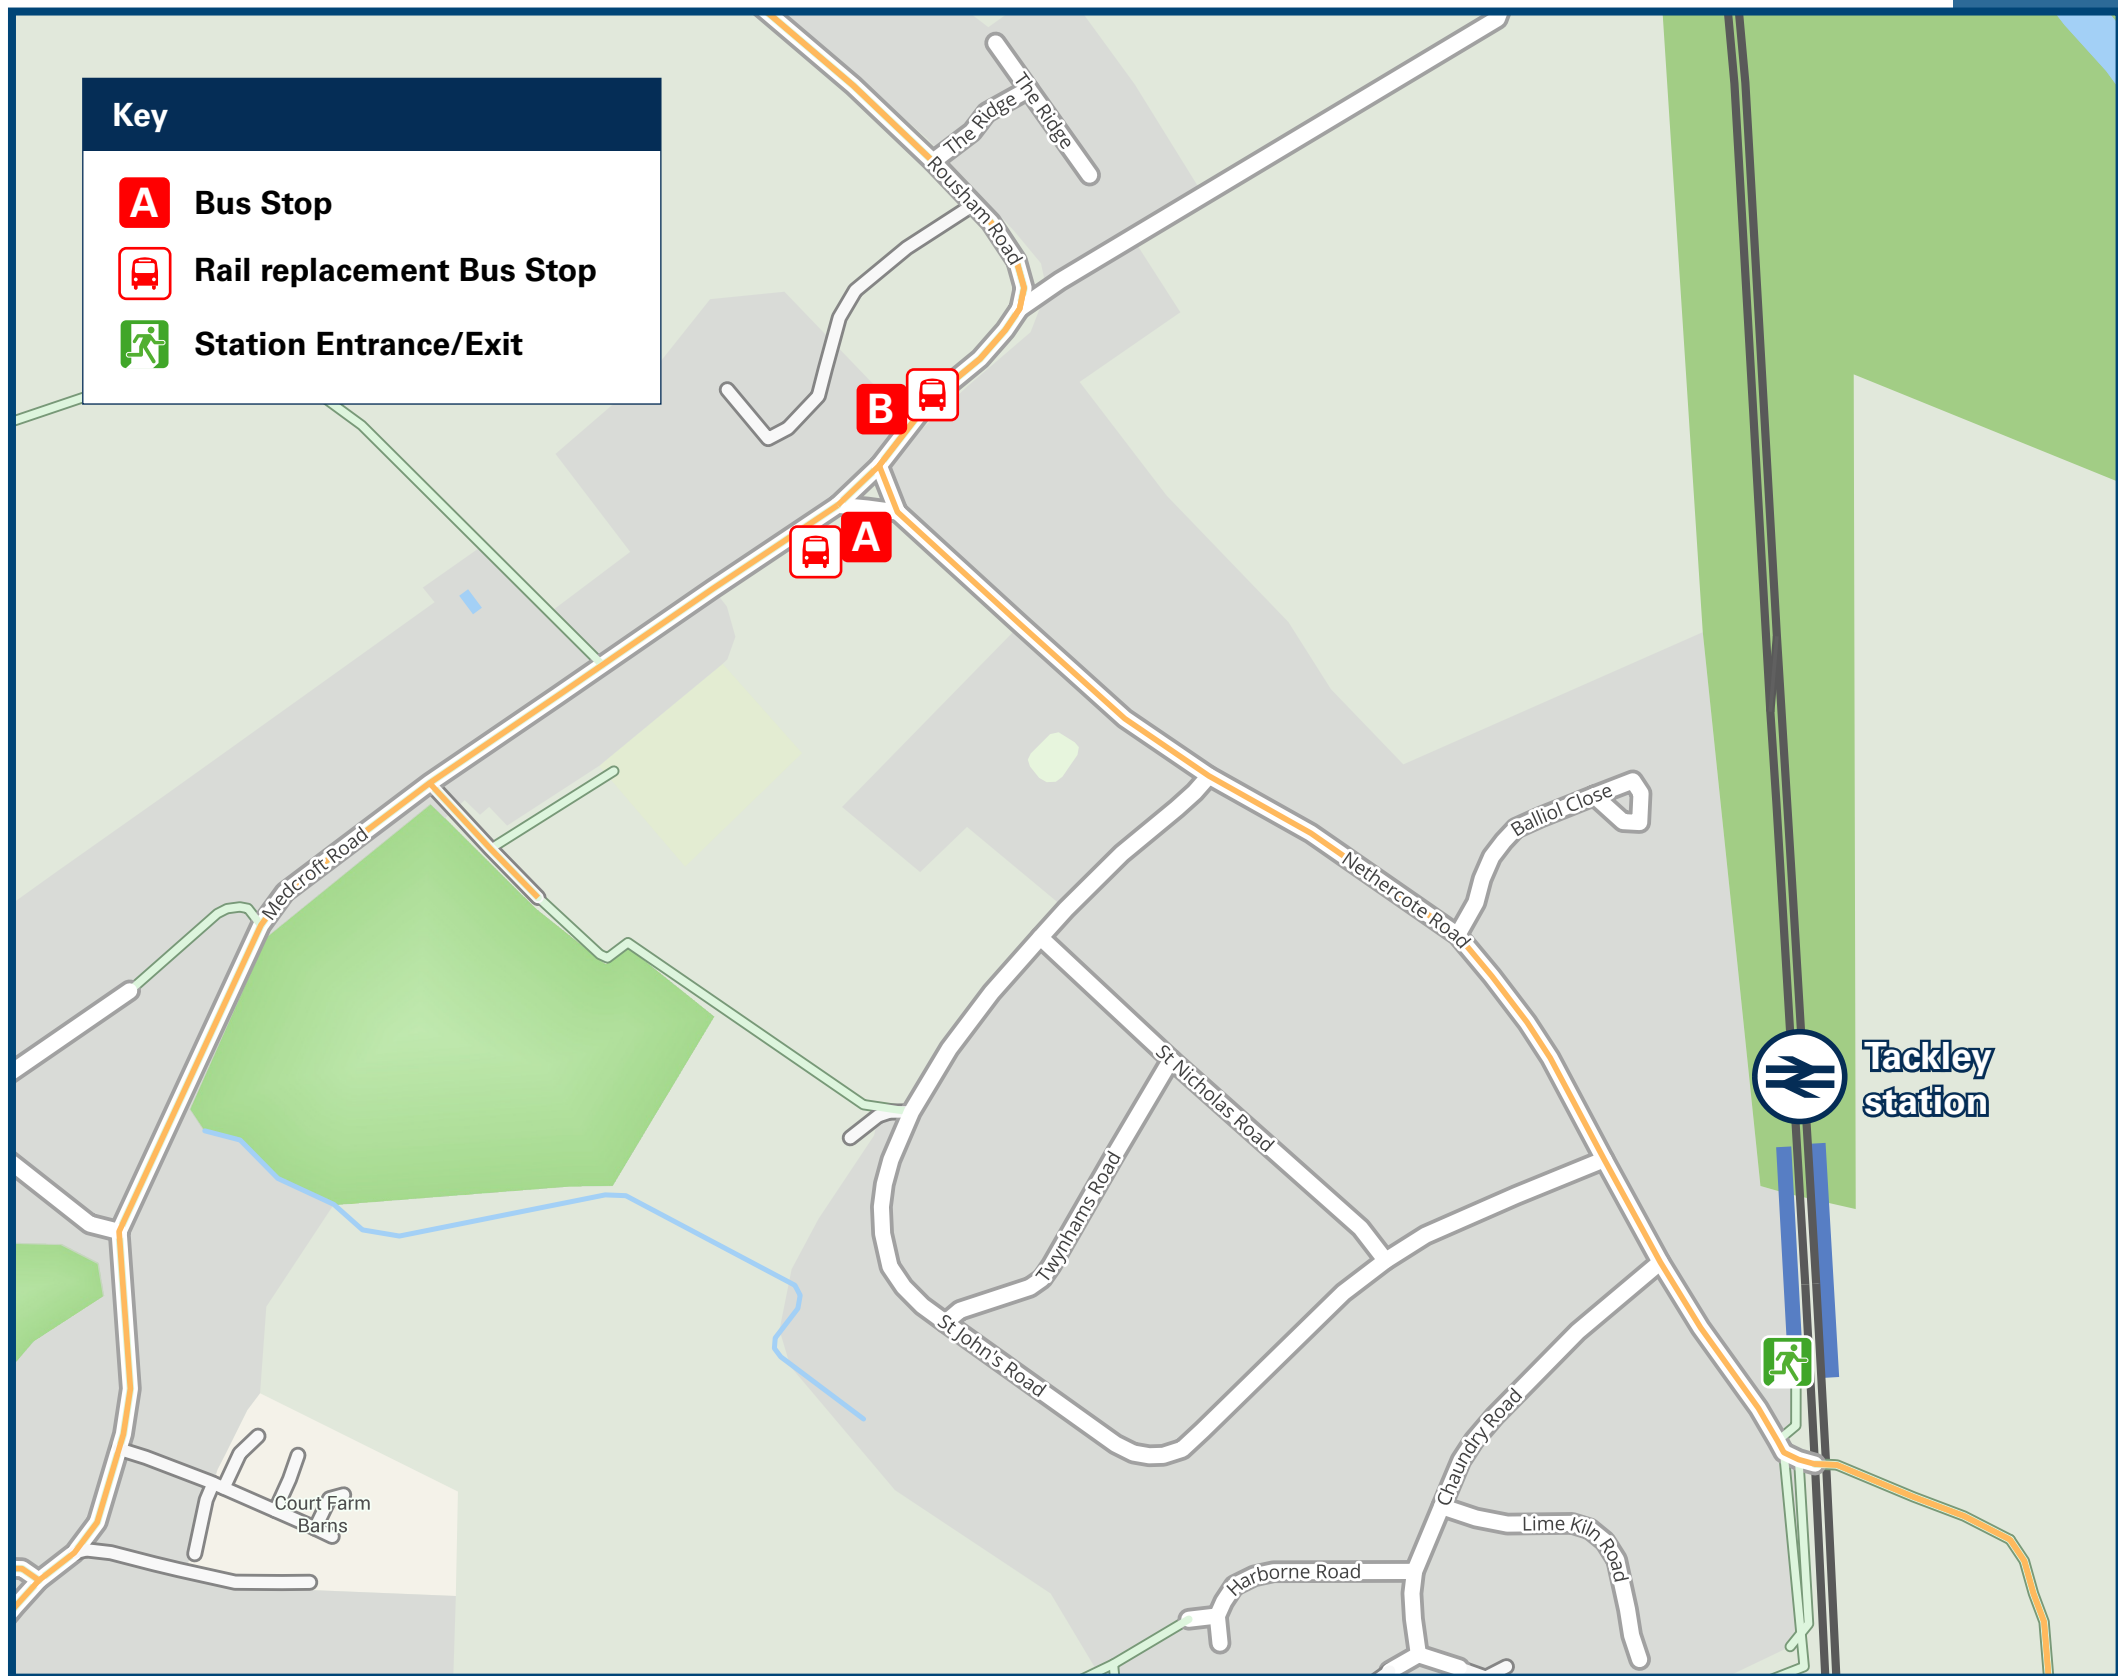 Key
A
Bus Stop
Rail replacement Bus Stop
Station Entrance/Exit
The Ridge
The Ridge
Rousham Road
B
A
Medcroft Road
Balliol Close
Nethercote Road
Tackley
station
St Nicholas Road
Twynhams Road
St John's Road
Chaundry Road
Court Farm
Barns
Lime Kiln Road
Harborne Road